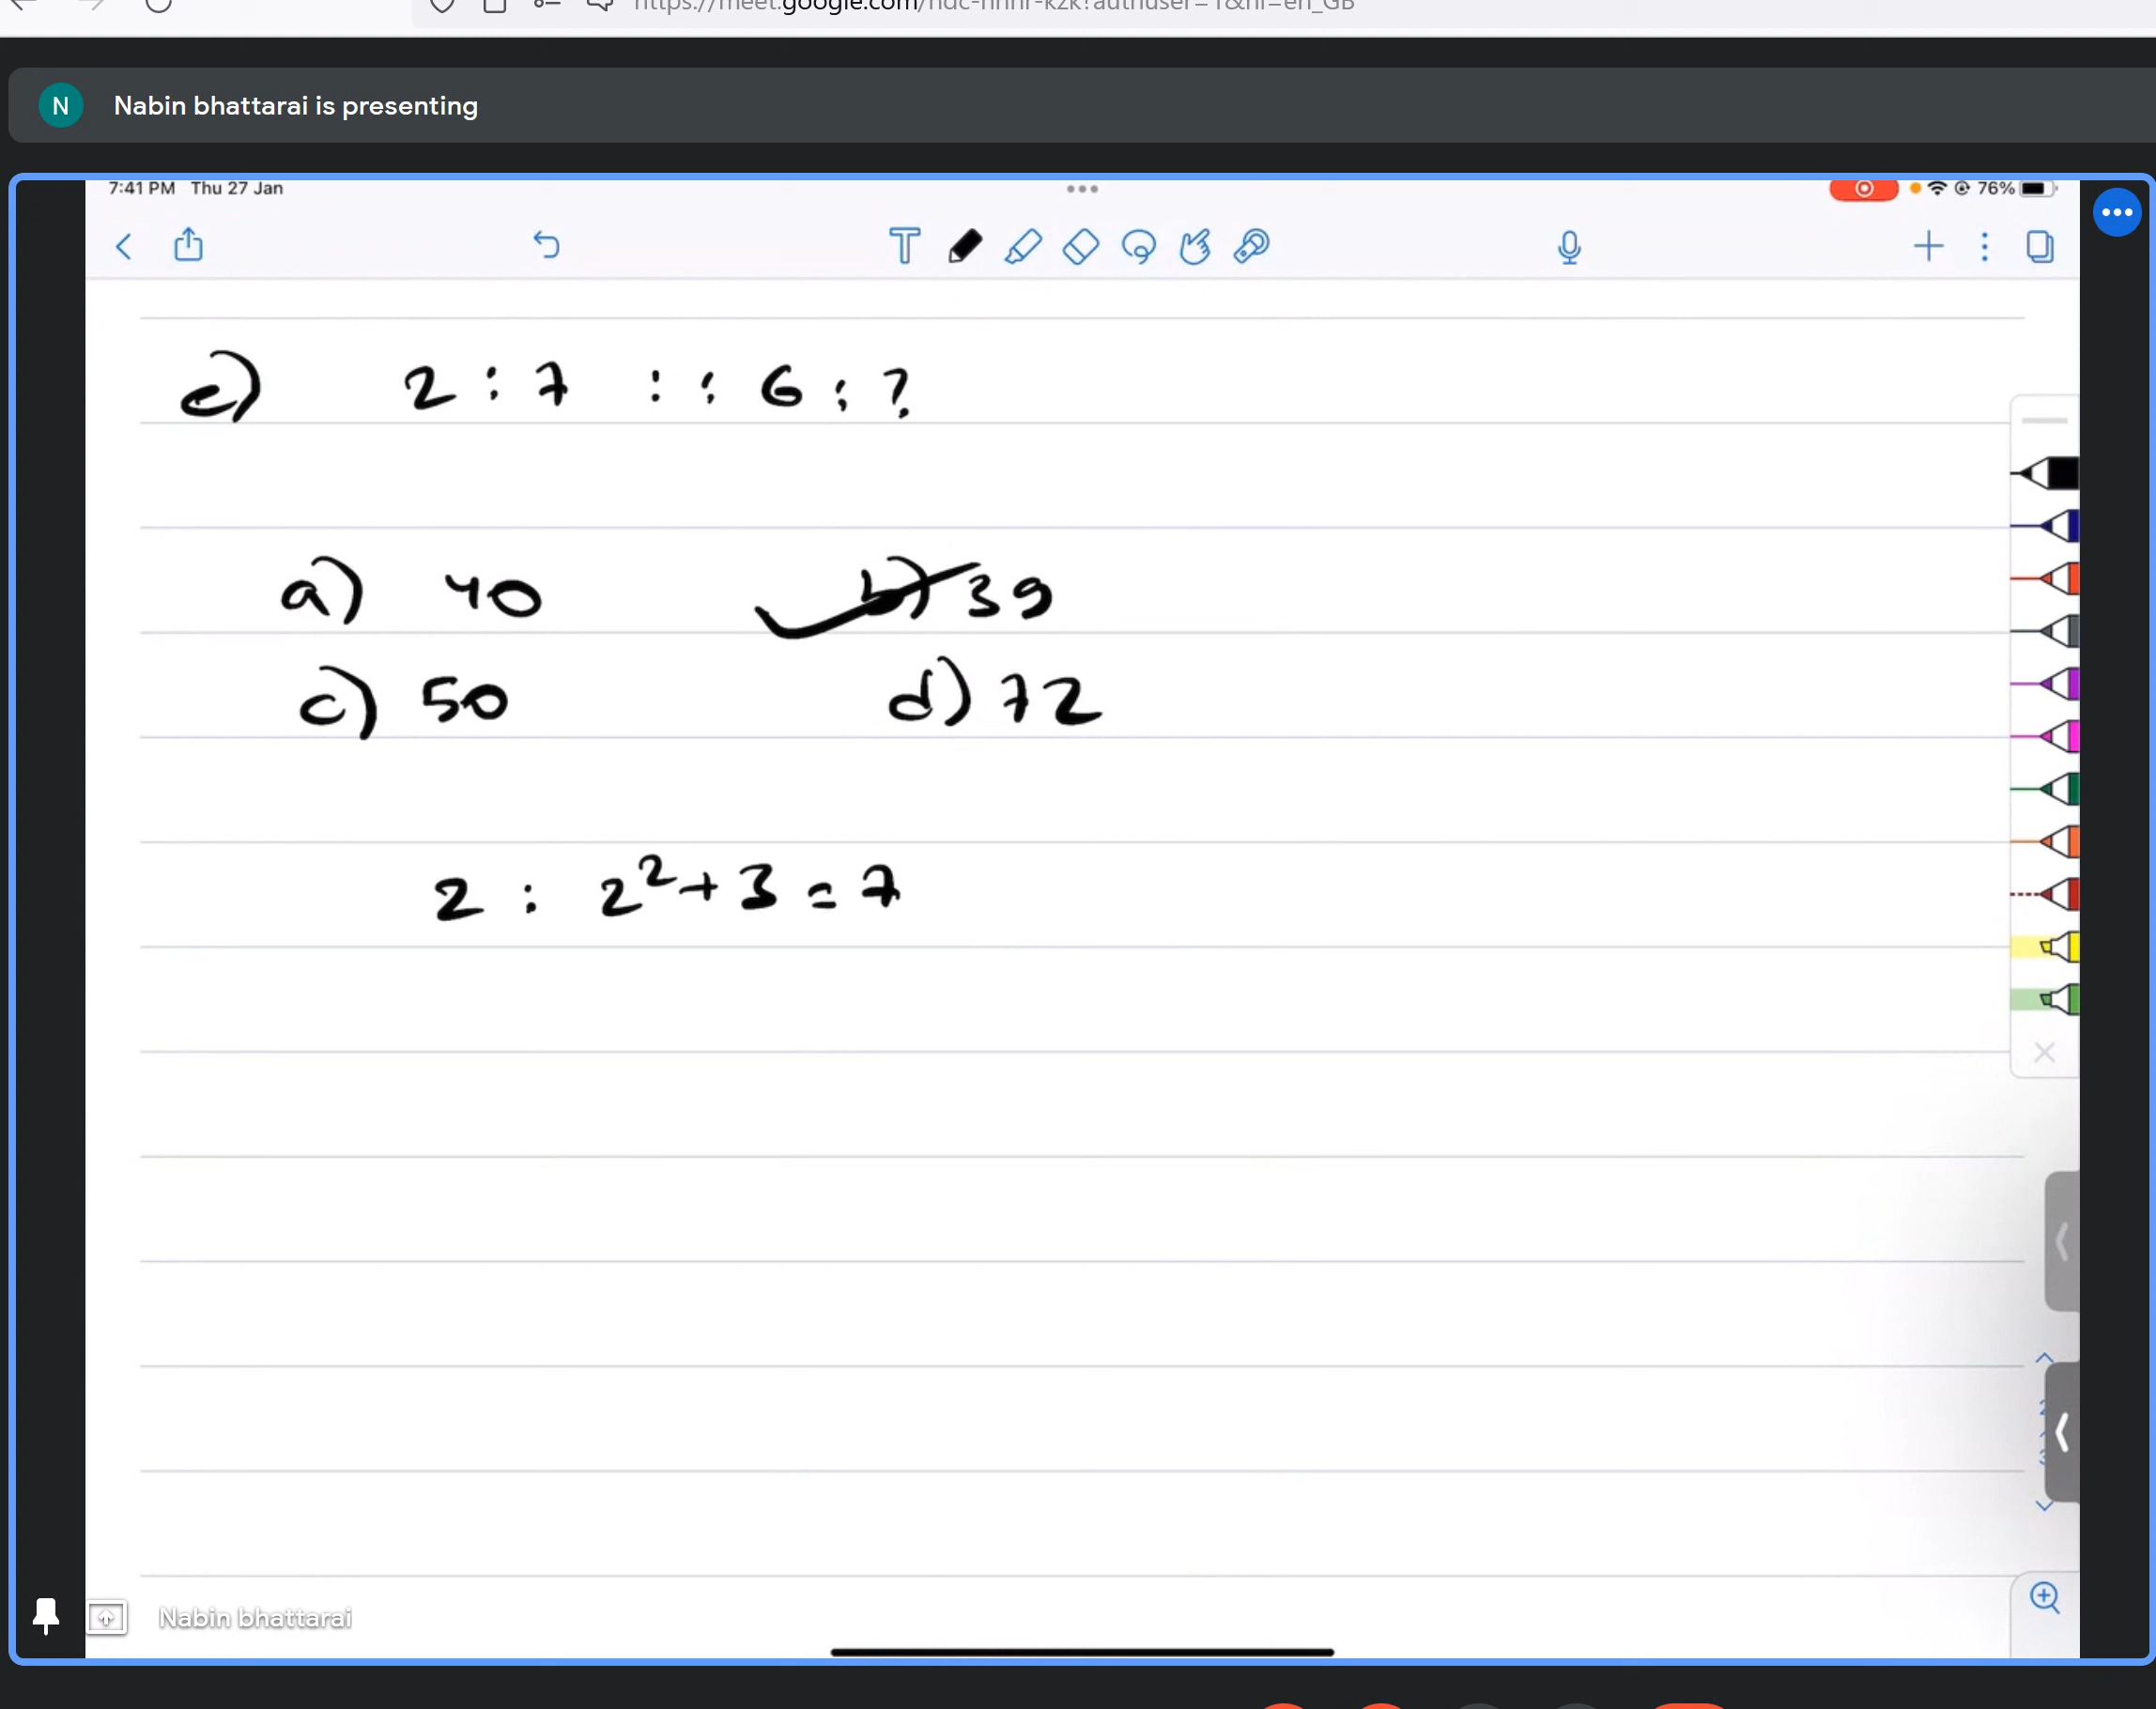 Nabin bhattarai is presenting
N
7:41 PM Thu 27 Jan
76%
e) 2 : 7 : : 6 : ?
a) 40 b) 39
c) 50 d) 72
2 : 2²+3 = 7
Nabin bhattarai